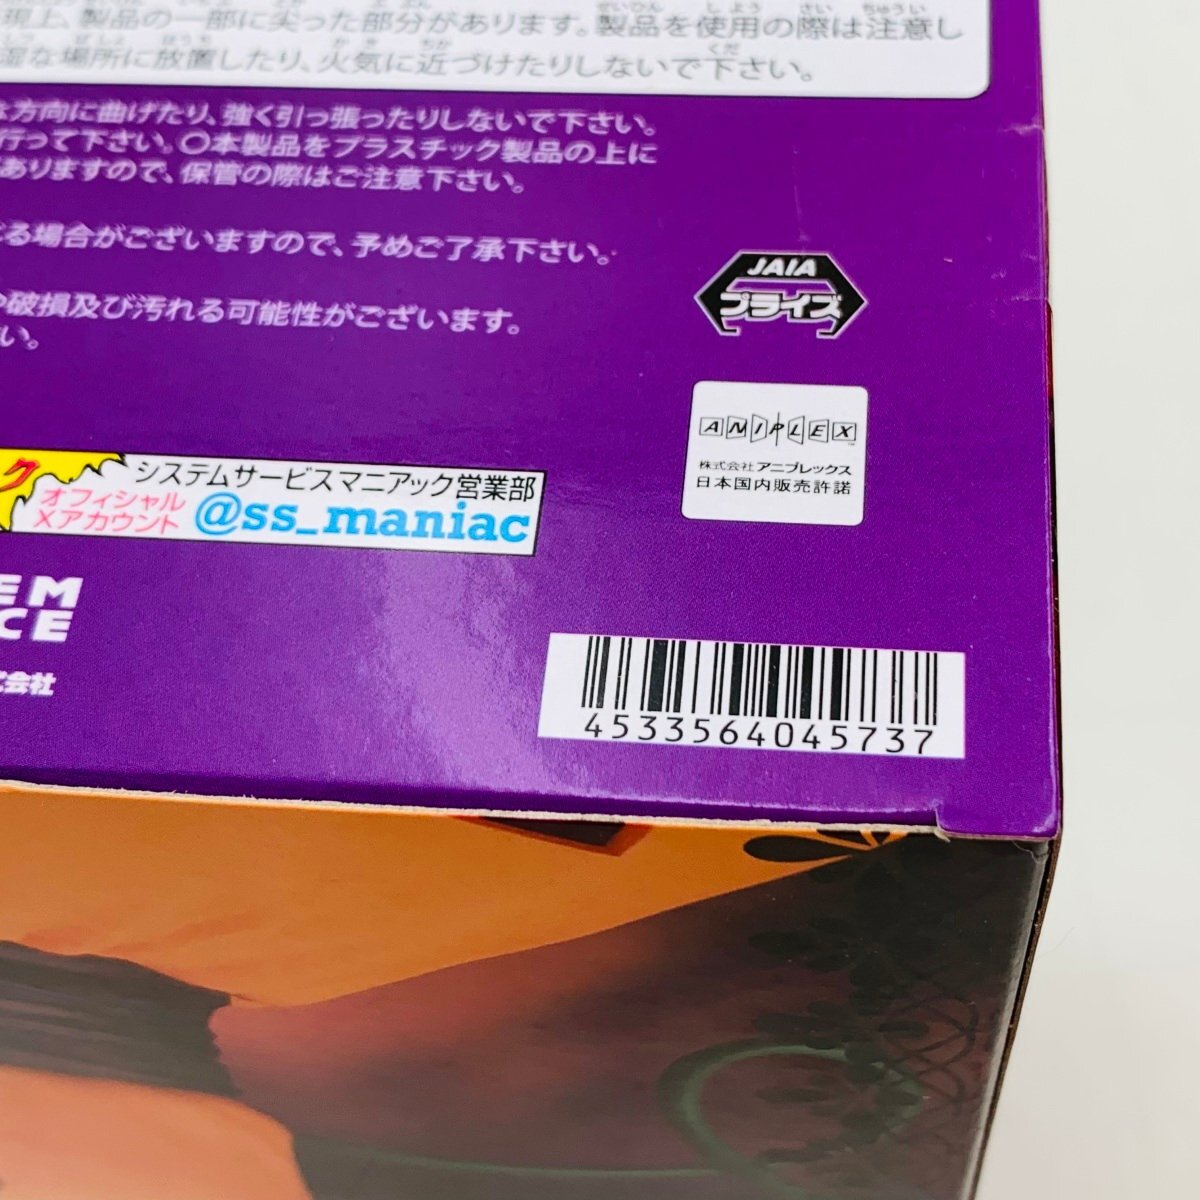 現上、製品の一部に尖った部分があります。製品を使用の際は注意し
湿な場所に放置したり、火気に近づけたりしないで下さい。
な方向に曲げたり、強く引っ張ったりしないで下さい。
行って下さい。〇本製品をプラスチック製品の上に
ありますので、保管の際はご注意下さい。
る場合がございますので、予めご了承下さい。
や破損及び汚れる可能性がございます。
い。
JAIA
プライズ
ANIPLEX
株式会社 アニプレックス
日本国内販売許諾
ク
システムサービスマニアック営業部
オフィシャル
Xアカウント
@ss_maniac
EM
CE
式会社
4533564045737